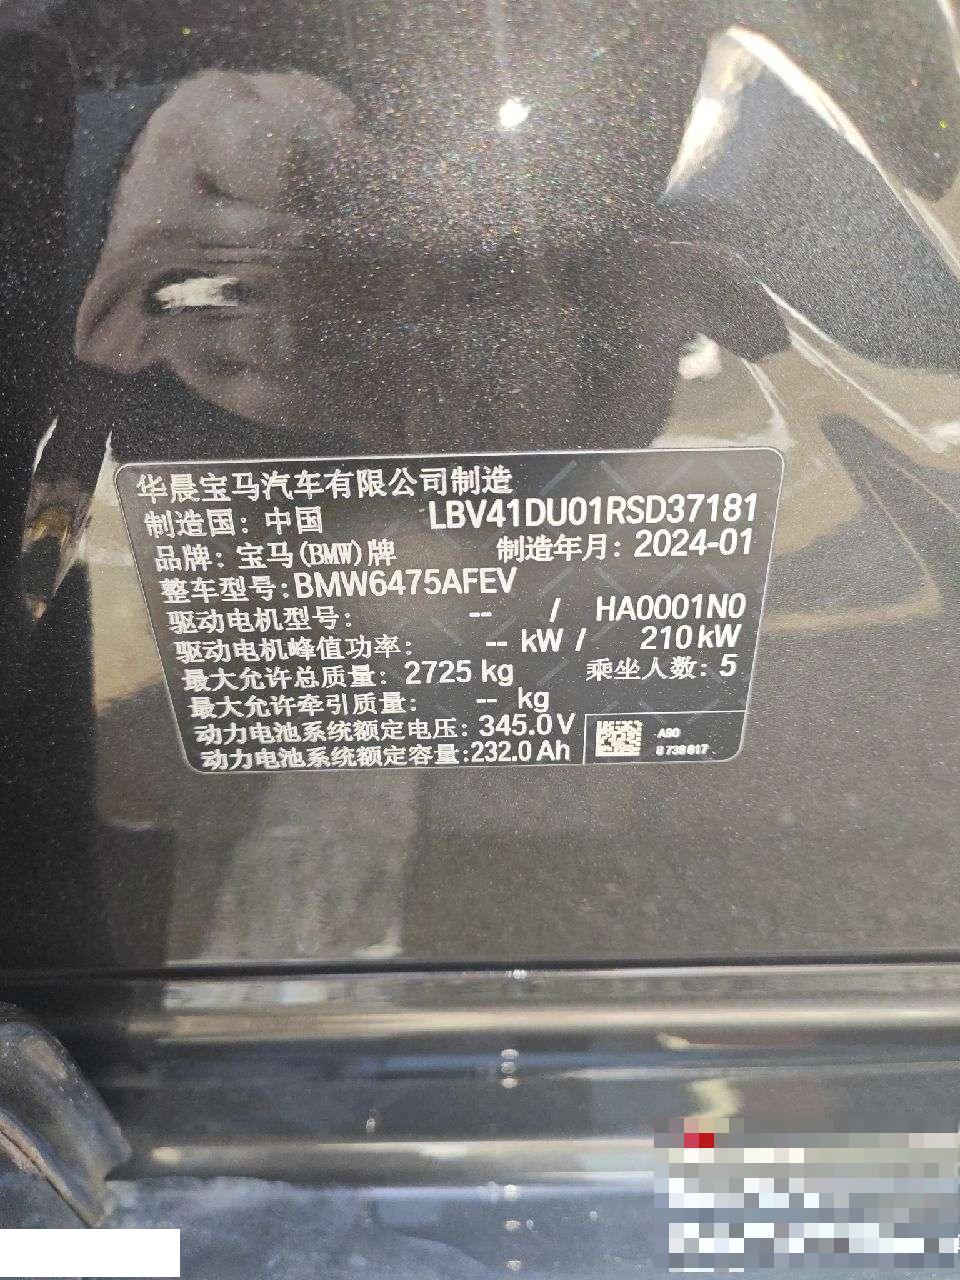 华晨宝马汽车有限公司制造
制造国：中国 LBV41DU01RSD37181
品牌：宝马(BMW)牌 制造年月：2024-01
整车型号：BMW6475AFEV
驱动电机型号： -- / HA0001N0
驱动电机峰值功率： -- kW / 210 kW
最大允许总质量： 2725 kg 乘坐人数：5
最大允许牵引质量： -- kg
动力电池系统额定电压：345.0 V
动力电池系统额定容量：232.0 Ah